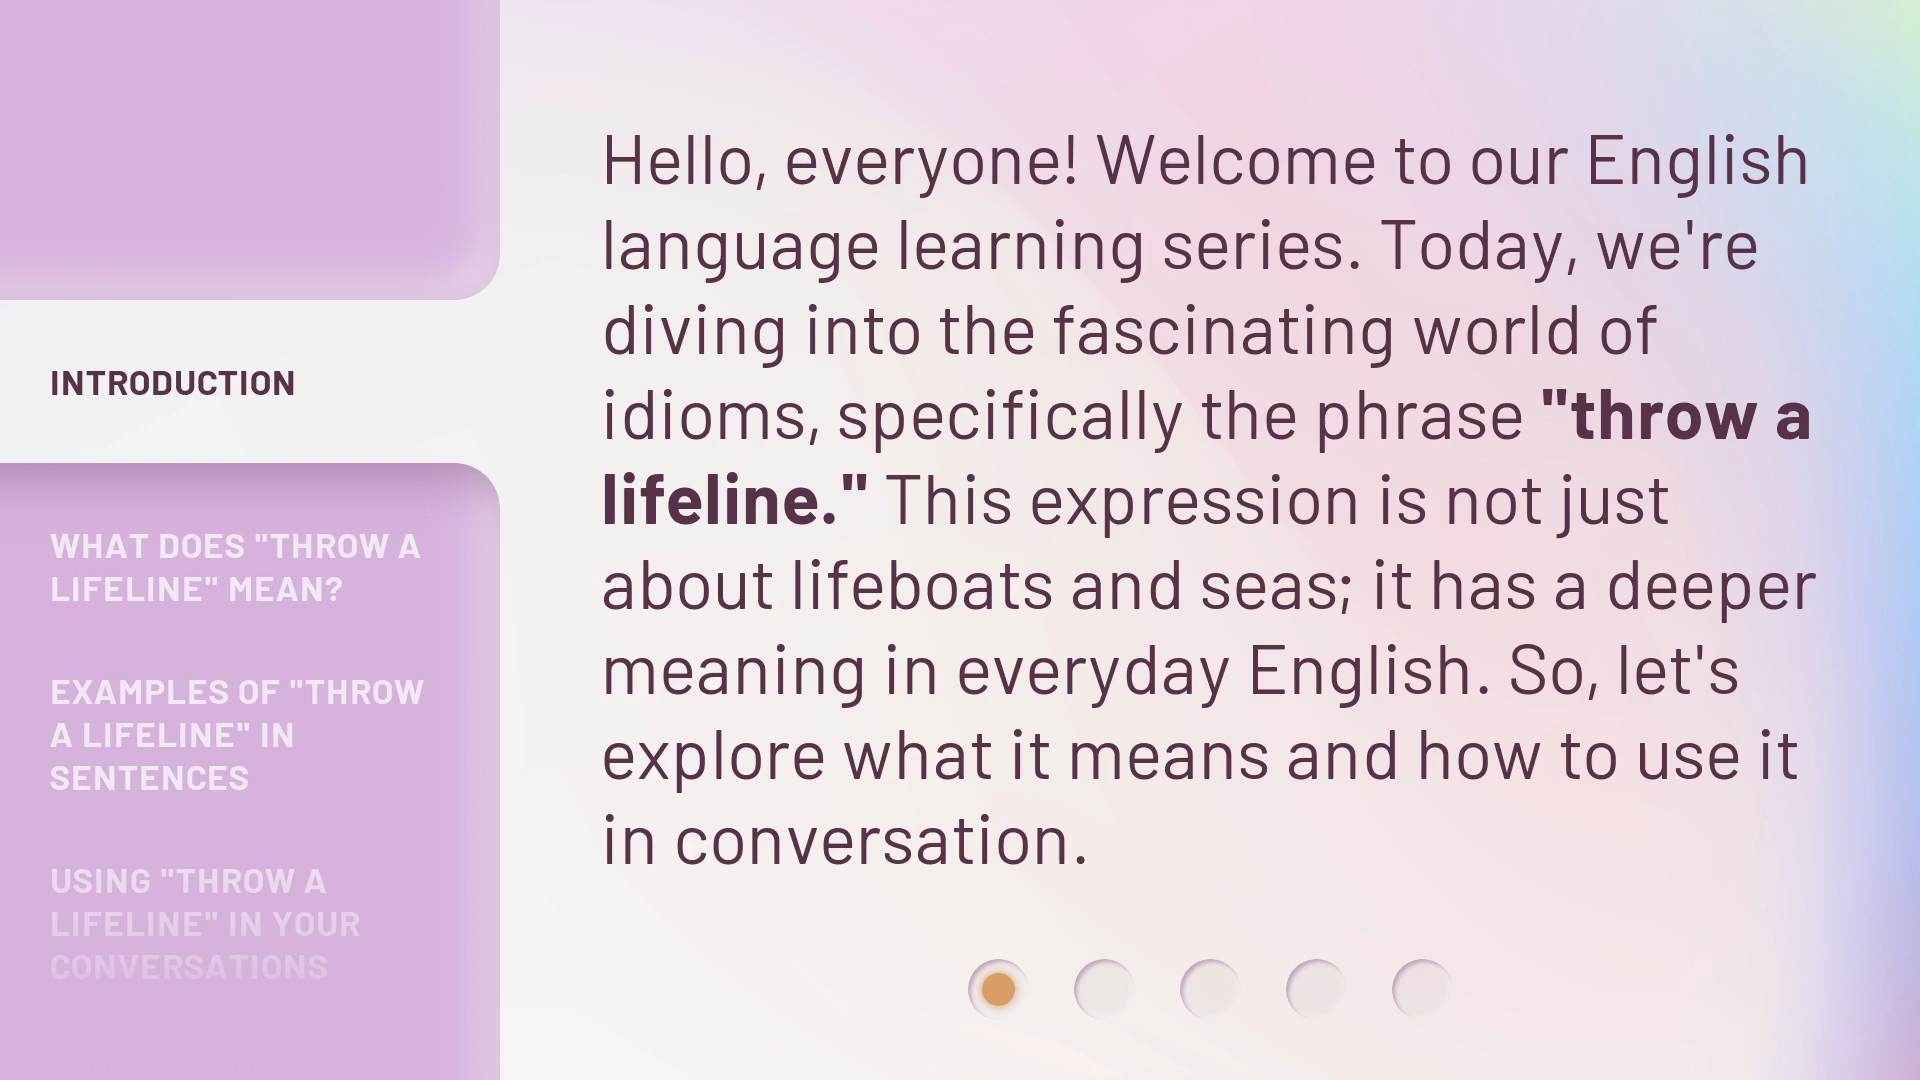 INTRODUCTION
WHAT DOES "THROW A
LIFELINE" MEAN?
EXAMPLES OF "THROW
A LIFELINE" IN
SENTENCES
USING "THROW A
LIFELINE" IN YOUR
CONVERSATIONS
Hello, everyone! Welcome to our English
language learning series. Today, we're
diving into the fascinating world of
idioms, specifically the phrase "throw a
lifeline." This expression is not just
about lifeboats and seas; it has a deeper
meaning in everyday English. So, let's
explore what it means and how to use it
in conversation.